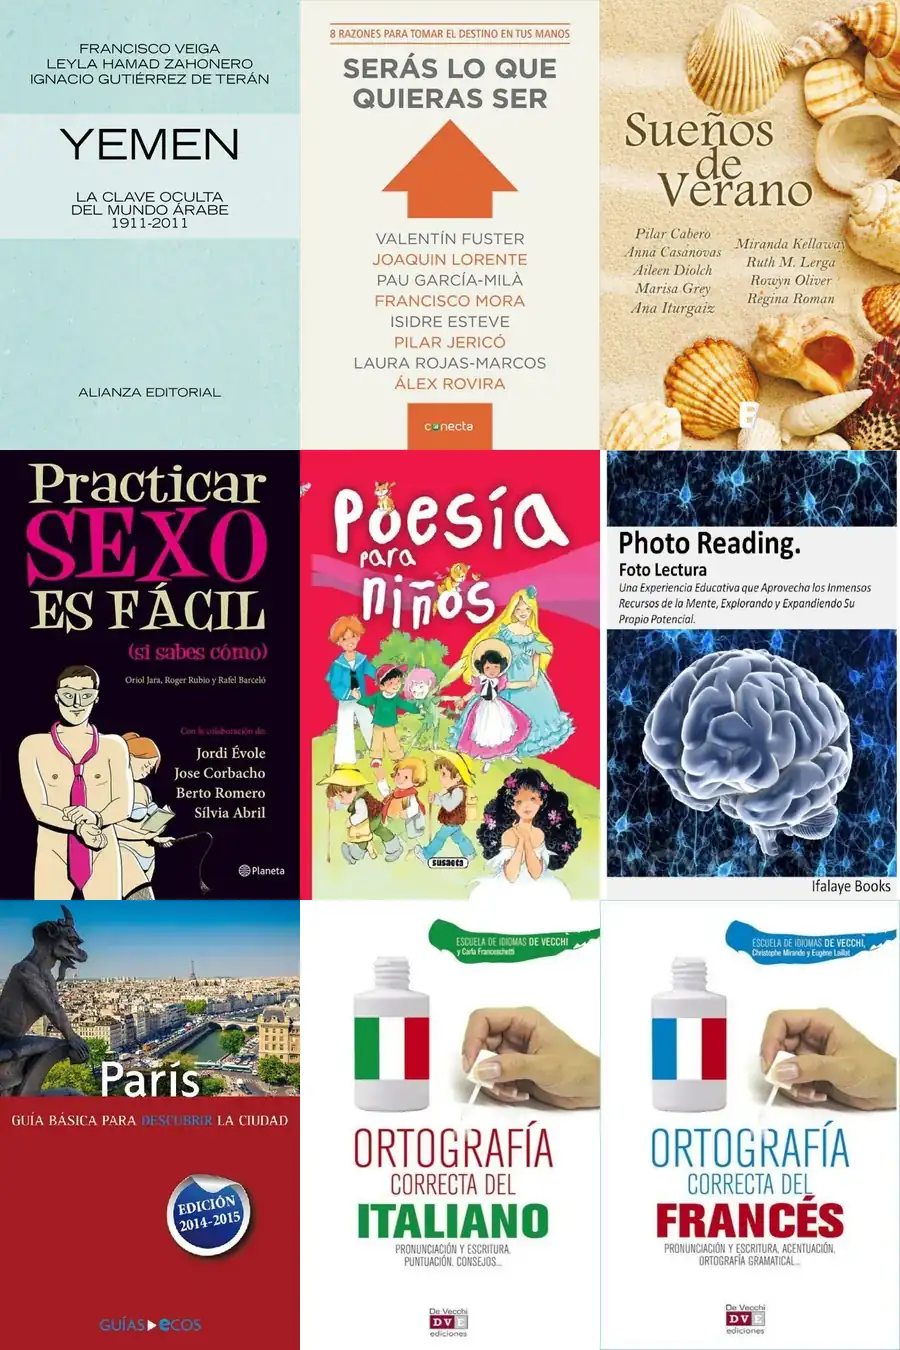 FRANCISCO VEIGA
LEYLA HAMAD ZAHONERO
IGNACIO GUTIÉRREZ DE TERÁN
YEMEN
LA CLAVE OCULTA
DEL MUNDO ÁRABE
1911-2011
ALIANZA EDITORIAL
8 RAZONES PARA TOMAR EL DESTINO EN TUS MANOS
SERÁS LO QUE
QUIERAS SER
VALENTÍN FUSTER
JOAQUIN LORENTE
PAU GARCÍA-MILÀ
FRANCISCO MORA
ISIDRE ESTEVE
PILAR JERICÓ
LAURA ROJAS-MARCOS
ÁLEX ROVIRA
conecta
Sueños
de
Verano
Pilar Cabero
Anna Casanovas
Aileen Diolch
Marisa Grey
Ana Iturgaiz
Miranda Kellaway
Ruth M. Lerga
Rowyn Oliver
Regina Roman
B
Practicar
SEXO
ES FÁCIL
(si sabes cómo)
Oriol Jara, Roger Rubio y Rafel Barceló
Con la colaboración de:
Jordi Évole
Jose Corbacho
Berto Romero
Sílvia Abril
Planeta
Poesía
para
niños
susaeta
Photo Reading.
Foto Lectura
Una Experiencia Educativa que Aprovecha los Inmensos
Recursos de la Mente, Explorando y Expandiendo Su
Propio Potencial.
Ifalaye Books
París
GUÍA BÁSICA PARA DESCUBRIR LA CIUDAD
EDICIÓN
2014-2015
GUÍAS ECOS
ESCUELA DE IDIOMAS DE VECCHI
y Carla Franceschetti
ORTOGRAFÍA
CORRECTA DEL
ITALIANO
PRONUNCIACIÓN Y ESCRITURA.
PUNTUACIÓN. CONSEJOS...
De Vecchi
DVE
ediciones
ESCUELA DE IDIOMAS DE VECCHI,
Christophe Mirande y Eugène Laillat
ORTOGRAFÍA
CORRECTA DEL
FRANCÉS
PRONUNCIACIÓN Y ESCRITURA, ACENTUACIÓN.
ORTOGRAFÍA GRAMATICAL...
De Vecchi
DVE
ediciones